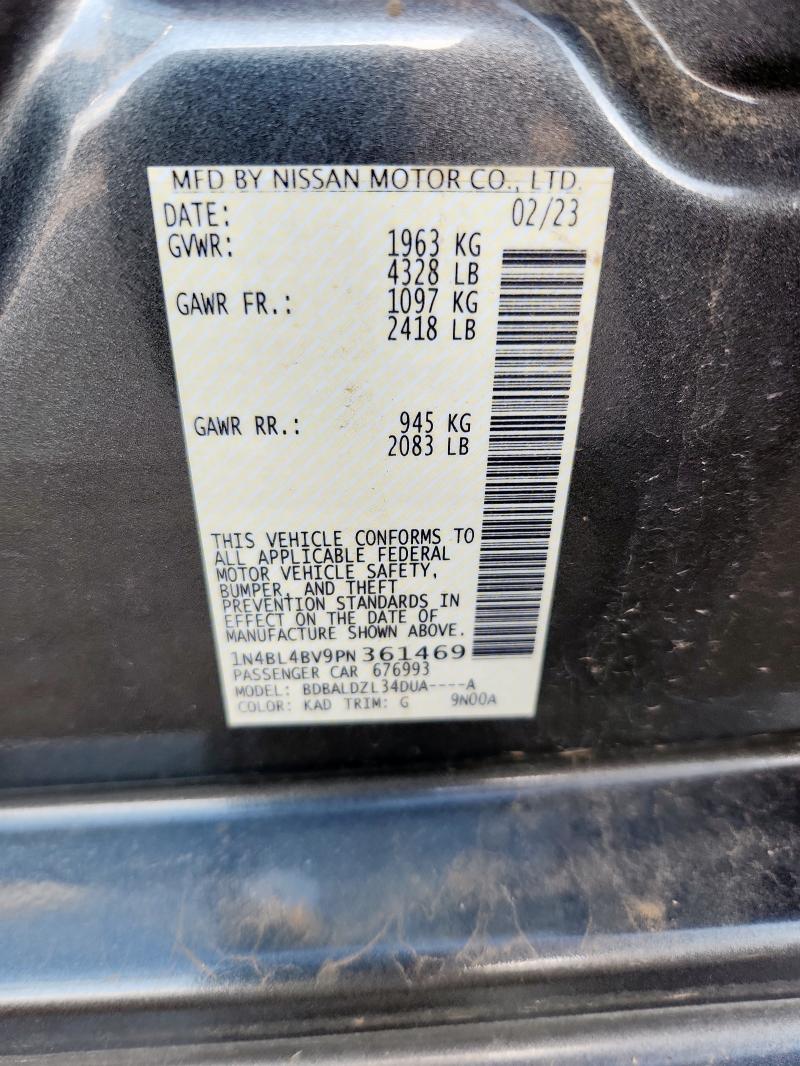 MFD BY NISSAN MOTOR CO., LTD.
DATE: 02/23
GVWR: 1963 KG
4328 LB
GAWR FR.: 1097 KG
2418 LB
GAWR RR.: 945 KG
2083 LB
THIS VEHICLE CONFORMS TO
ALL APPLICABLE FEDERAL
MOTOR VEHICLE SAFETY,
BUMPER, AND THEFT
PREVENTION STANDARDS IN
EFFECT ON THE DATE OF
MANUFACTURE SHOWN ABOVE.
1N4BL4BV9PN361469
PASSENGER CAR 676993
MODEL: BDBALDZL34DUA----A
COLOR: KAD TRIM: G 9N00A